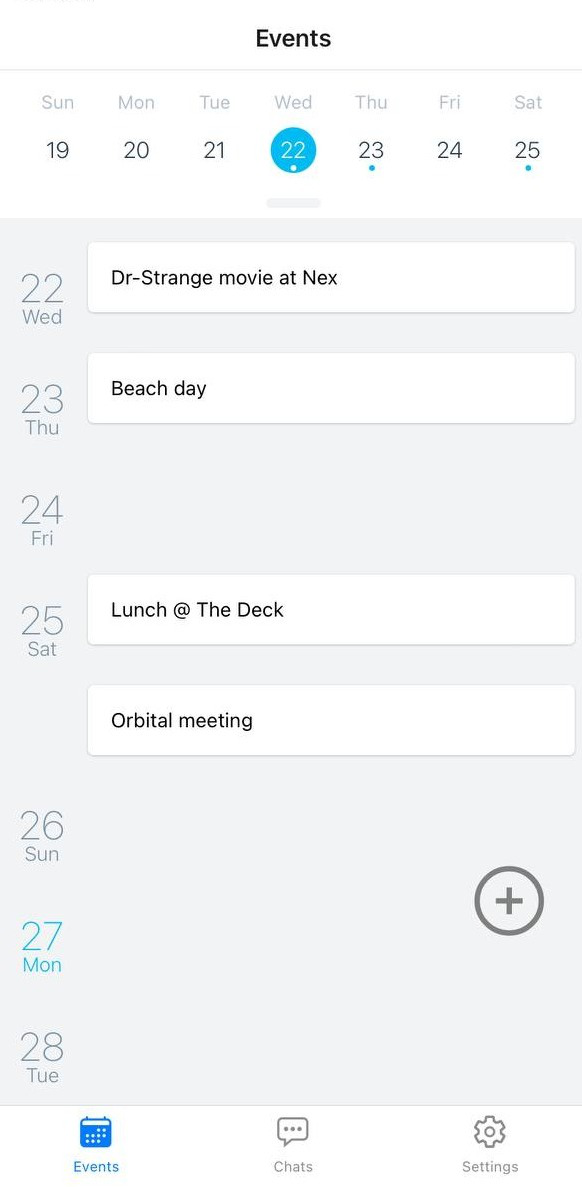 Events
Sun Mon Tue Wed Thu Fri Sat
19 20 21 22 23 24 25
22
Wed
Dr-Strange movie at Nex
23
Thu
Beach day
24
Fri
25
Sat
Lunch @ The Deck
Orbital meeting
26
Sun
27
Mon
28
Tue
Events Chats Settings